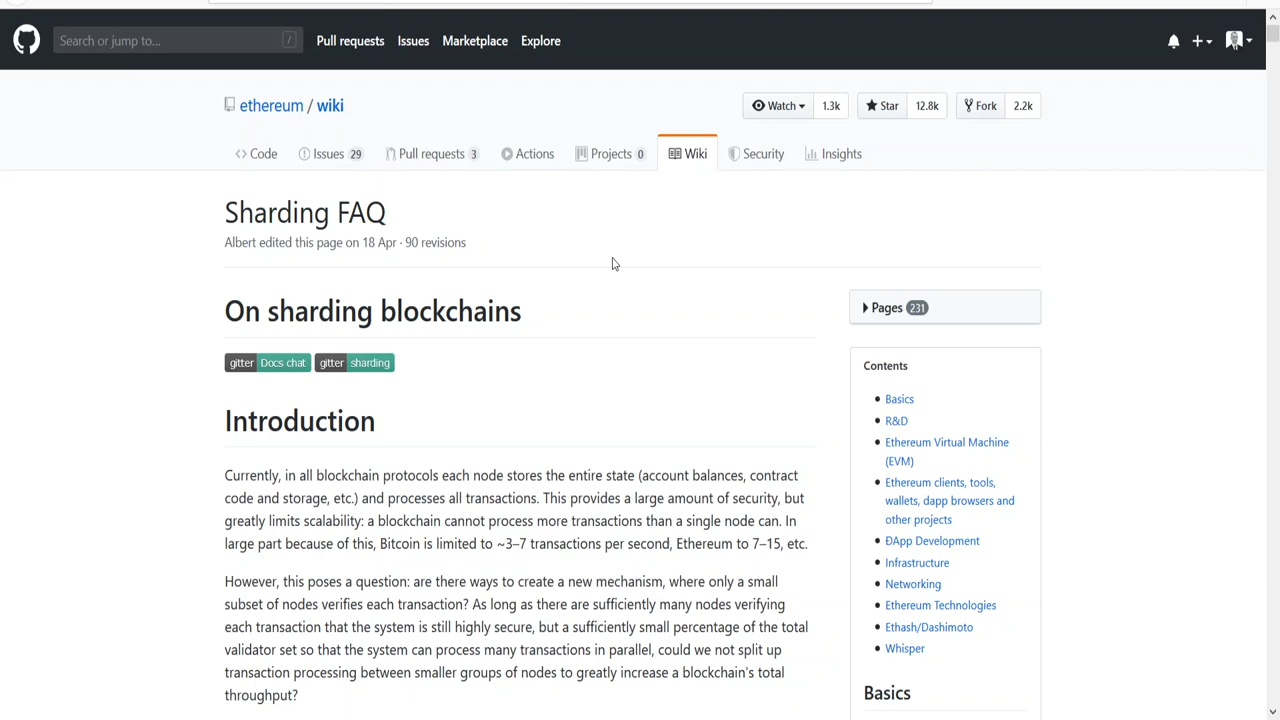 Search or jump to... /
Pull requests Issues Marketplace Explore
ethereum / wiki
Watch 1.3k Star 12.8k Fork 2.2k
Code Issues 29 Pull requests 3 Actions Projects 0 Wiki Security Insights
Sharding FAQ
Albert edited this page on 18 Apr · 90 revisions
On sharding blockchains
gitter Docs chat gitter sharding
Introduction
Currently, in all blockchain protocols each node stores the entire state (account balances, contract
code and storage, etc.) and processes all transactions. This provides a large amount of security, but
greatly limits scalability: a blockchain cannot process more transactions than a single node can. In
large part because of this, Bitcoin is limited to ~3–7 transactions per second, Ethereum to 7–15, etc.
However, this poses a question: are there ways to create a new mechanism, where only a small
subset of nodes verifies each transaction? As long as there are sufficiently many nodes verifying
each transaction that the system is still highly secure, but a sufficiently small percentage of the total
validator set so that the system can process many transactions in parallel, could we not split up
transaction processing between smaller groups of nodes to greatly increase a blockchain's total
throughput?
Pages 231
Contents
Basics
R&D
Ethereum Virtual Machine
(EVM)
Ethereum clients, tools,
wallets, dapp browsers and
other projects
ÐApp Development
Infrastructure
Networking
Ethereum Technologies
Ethash/Dashimoto
Whisper
Basics